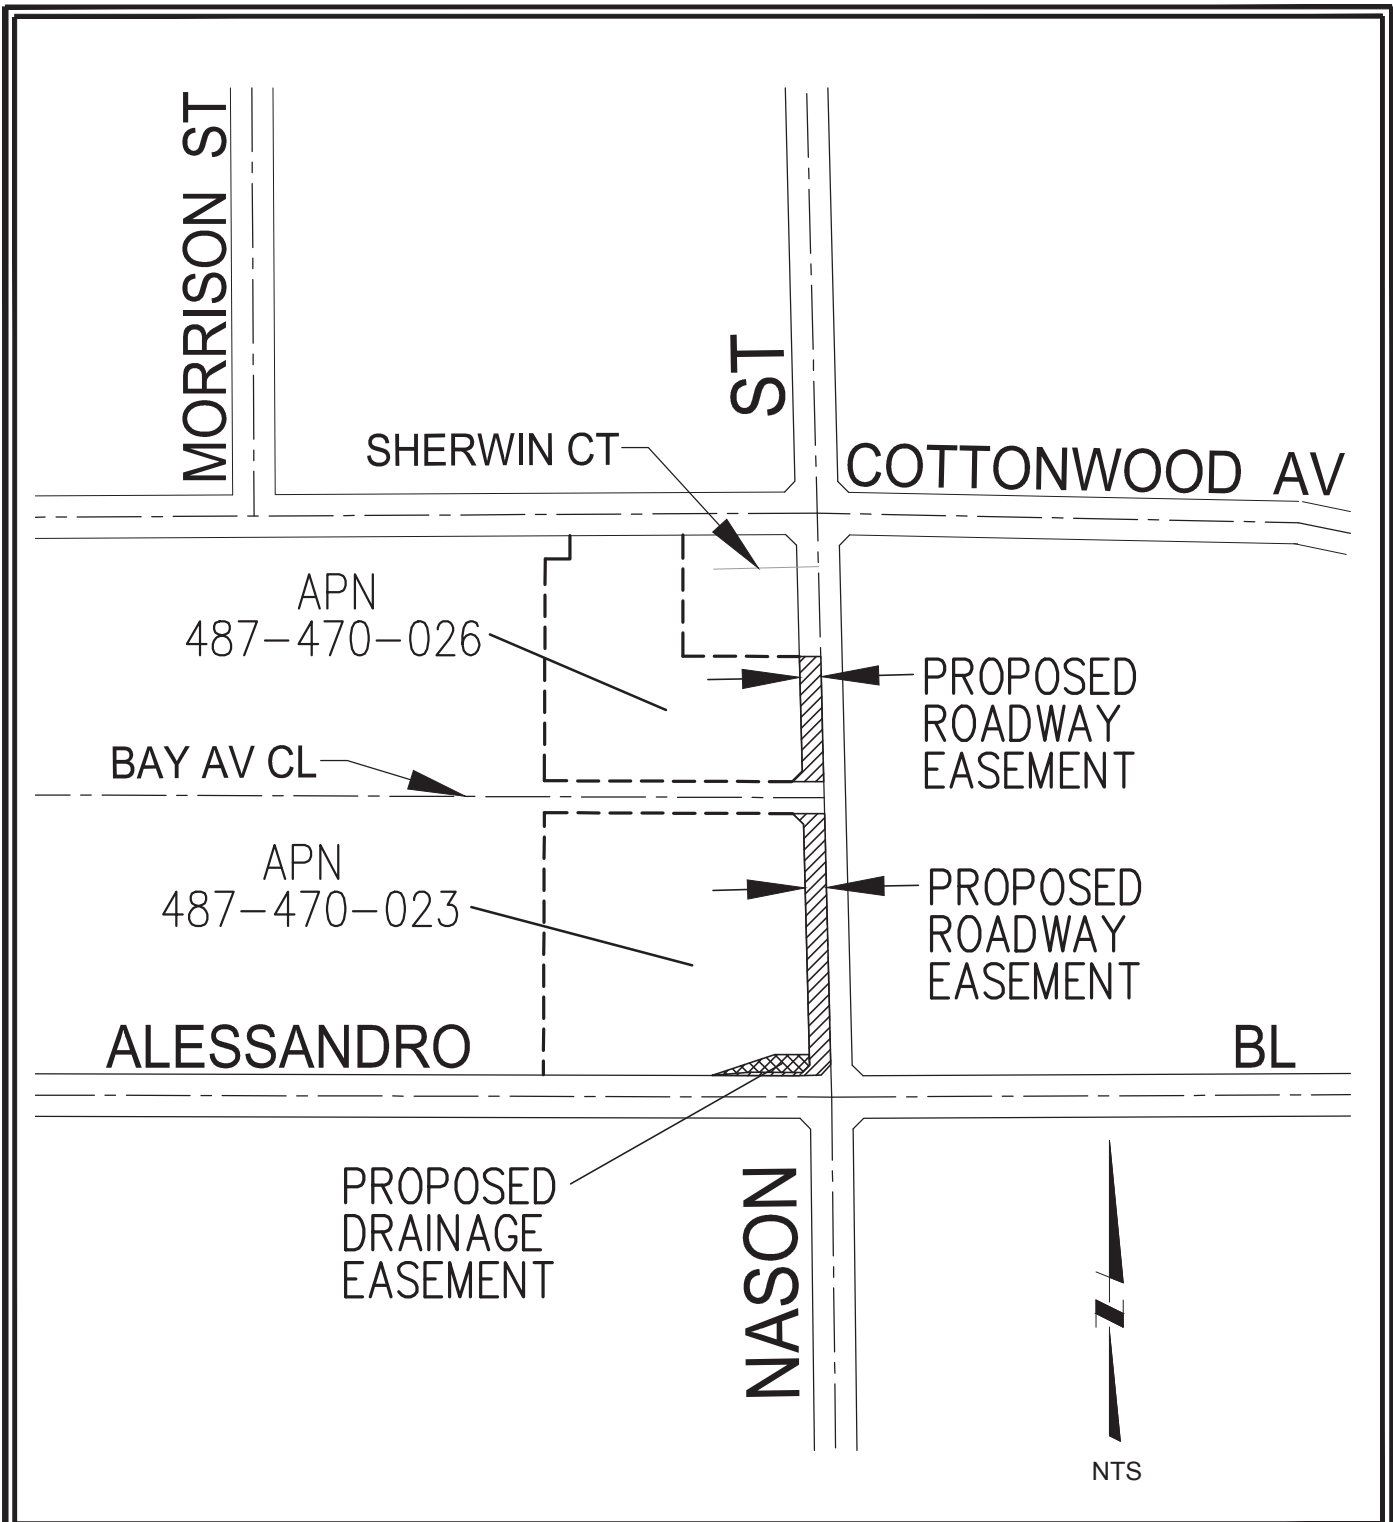 MORRISON ST
ST
SHERWIN CT
COTTONWOOD AV
APN
487-470-026
PROPOSED
ROADWAY
EASEMENT
BAY AV CL
APN
487-470-023
PROPOSED
ROADWAY
EASEMENT
ALESSANDRO
BL
PROPOSED
DRAINAGE
EASEMENT
NASON
N
NTS